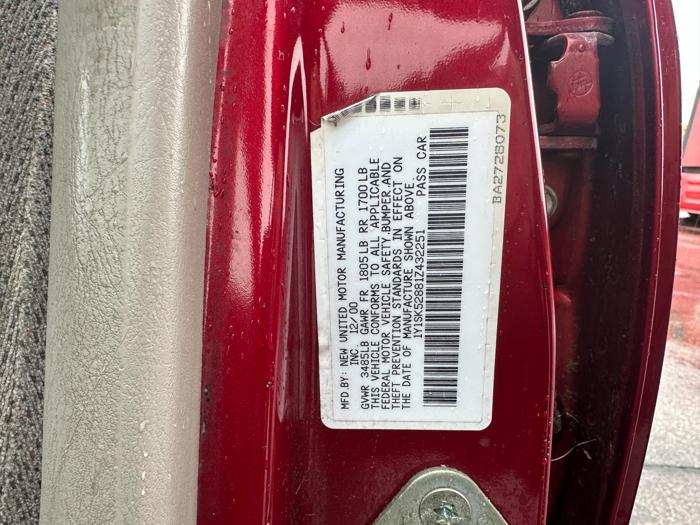 MFD.BY: NEW UNITED MOTOR MANUFACTURING
INC. 12/00
GVWR 3485LB GAWR FR 1805LB RR 1700LB
THIS VEHICLE CONFORMS TO ALL APPLICABLE
FEDERAL MOTOR VEHICLE SAFETY.BUMPER.AND
THEFT PREVENTION STANDARDS IN EFFECT ON
THE DATE OF MANUFACTURE SHOWN ABOVE
1Y1SK52881Z432251 PASS CAR
BA2728073